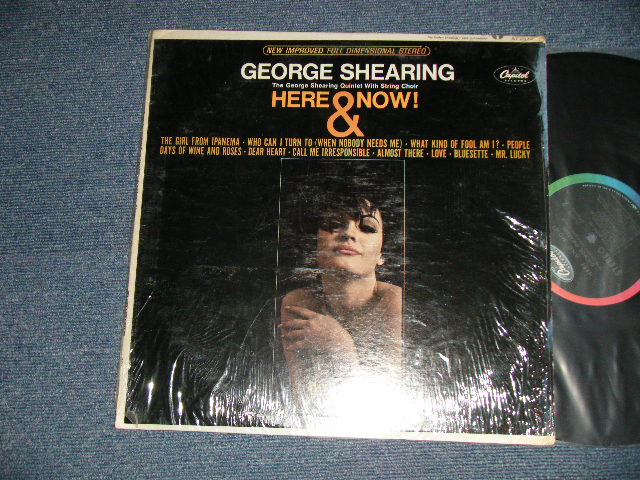 NEW IMPROVED FULL DIMENSIONAL STEREO
GEORGE SHEARING
The George Shearing Quintet With String Choir
HERE & NOW!
THE GIRL FROM IPANEMA · WHO CAN I TURN TO (WHEN NOBODY NEEDS ME) · WHAT KIND OF FOOL AM I? · PEOPLE
DAYS OF WINE AND ROSES · DEAR HEART · CALL ME IRRESPONSIBLE · ALMOST THERE · LOVE · BLUESETTE · MR. LUCKY
Capitol
RECORDS